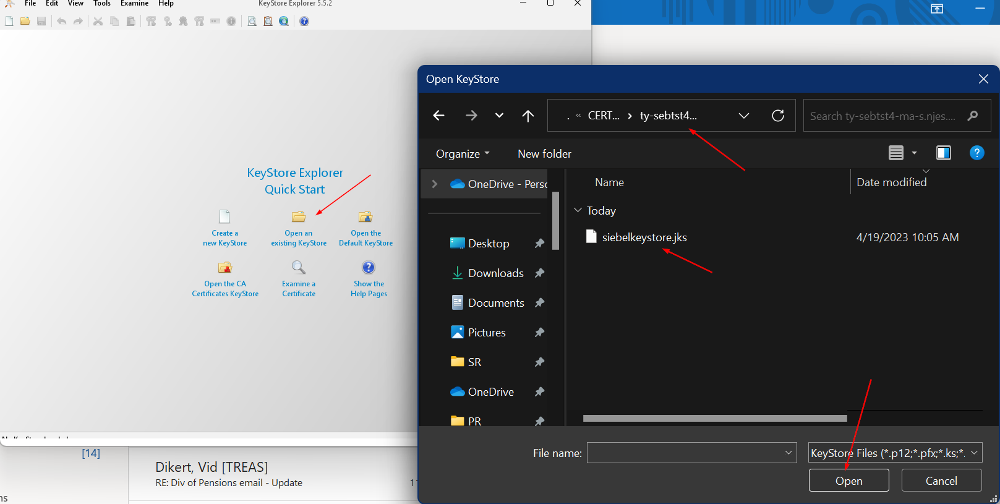 File Edit View Tools Examine Help
KeyStore Explorer 5.5.2
KeyStore Explorer
Quick Start
Create a
new KeyStore
Open an
existing KeyStore
Open the
Default KeyStore
Open the CA
Certificates KeyStore
Examine a
Certificate
Show the
Help Pages
[14]
Dikert, Vid [TREAS]
RE: Div of Pensions email - Update
11
ns
Open KeyStore
. « CERT... › ty-sebtst4...
Search ty-sebtst4-ma-s.njes....
Organize
New folder
OneDrive - Perso
Desktop
Downloads
Documents
Pictures
SR
OneDrive
PR
Name
Date modified
Today
siebelkeystore.jks
4/19/2023 10:05 AM
File name:
KeyStore Files (*.p12;*.pfx;*.ks;*.
Open
Cancel